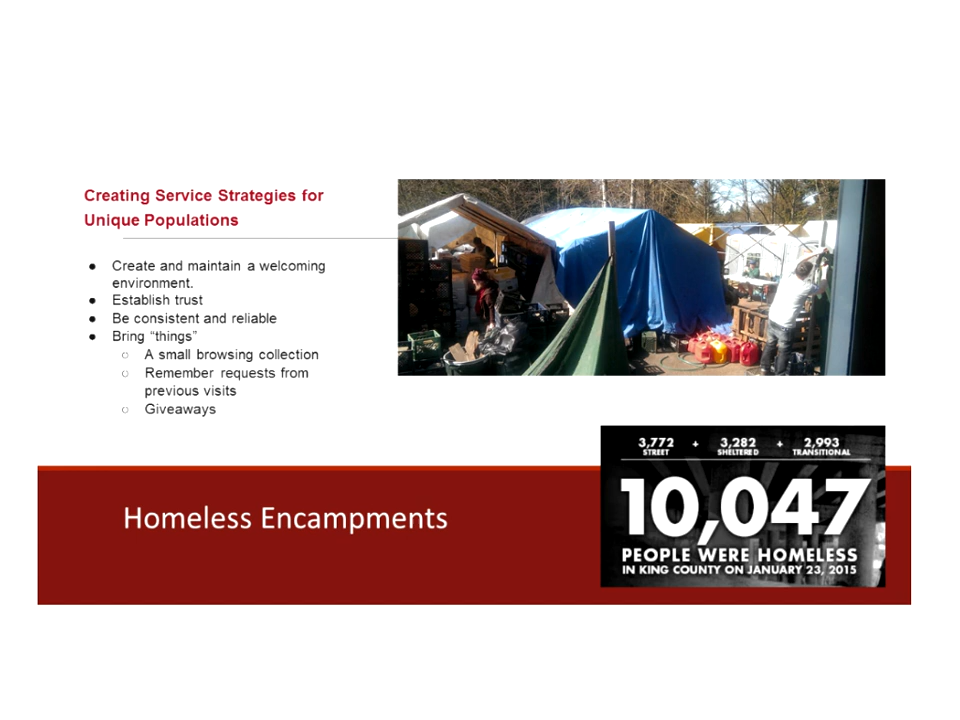 Creating Service Strategies for
Unique Populations
● Create and maintain a welcoming
environment.
● Establish trust
● Be consistent and reliable
● Bring “things”
○ A small browsing collection
○ Remember requests from
previous visits
○ Giveaways
3,772 + 3,282 + 2,993
STREET SHELTERED TRANSITIONAL
10,047
PEOPLE WERE HOMELESS
IN KING COUNTY ON JANUARY 23, 2015
Homeless Encampments